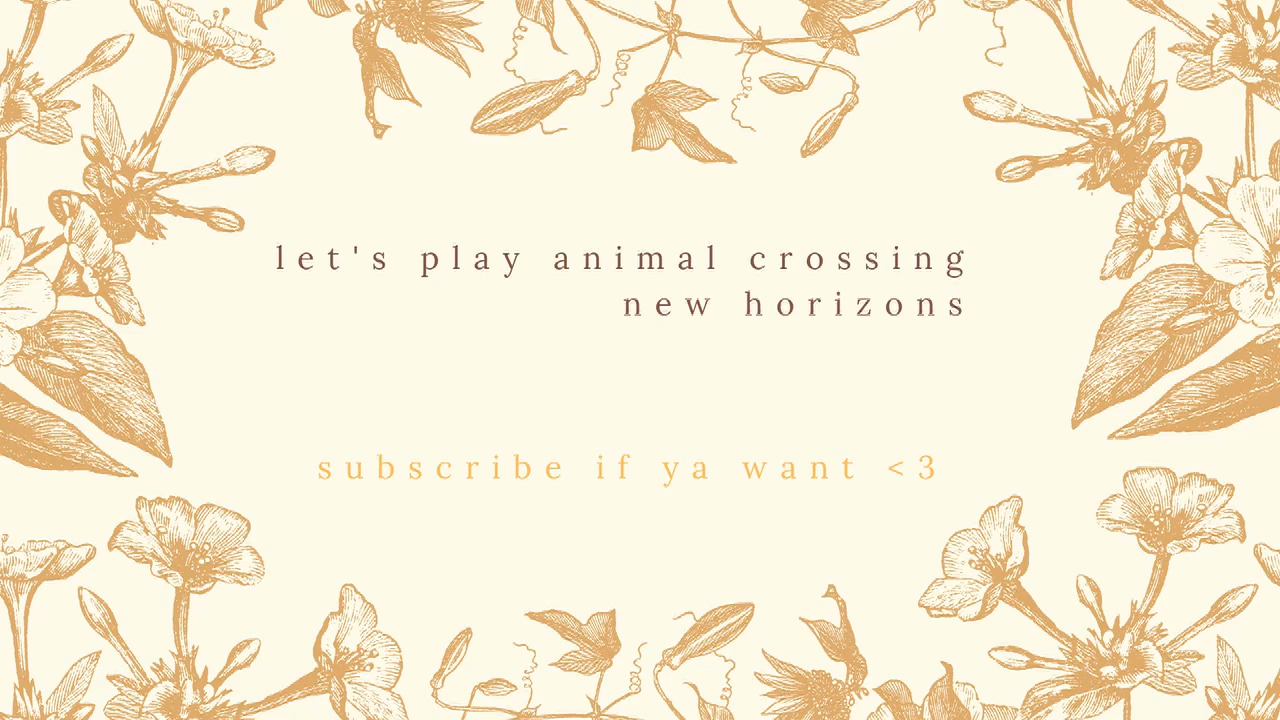 let's play animal crossing
new horizons
subscribe if ya want <3